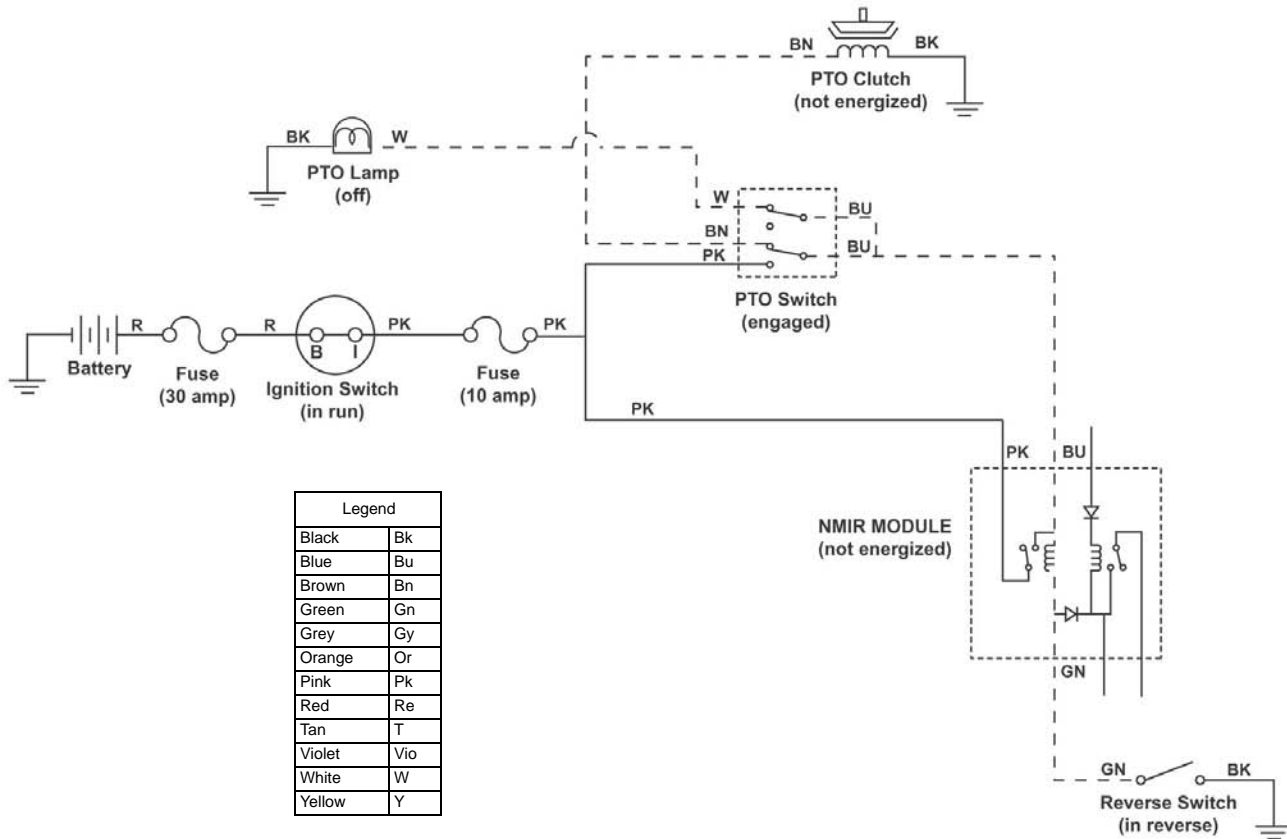 BN
BK
PTO Clutch
(not energized)
BK
W
PTO Lamp
(off)
W
BU
BN
BU
PK
PTO Switch
(engaged)
R
R
PK
PK
B
I
Battery
Fuse
(30 amp)
Ignition Switch
(in run)
Fuse
(10 amp)
PK
PK
BU
NMIR MODULE
(not energized)
GN
Legend
Black Bk
Blue Bu
Brown Bn
Green Gn
Grey Gy
Orange Or
Pink Pk
Red Re
Tan T
Violet Vio
White W
Yellow Y
GN
BK
Reverse Switch
(in reverse)